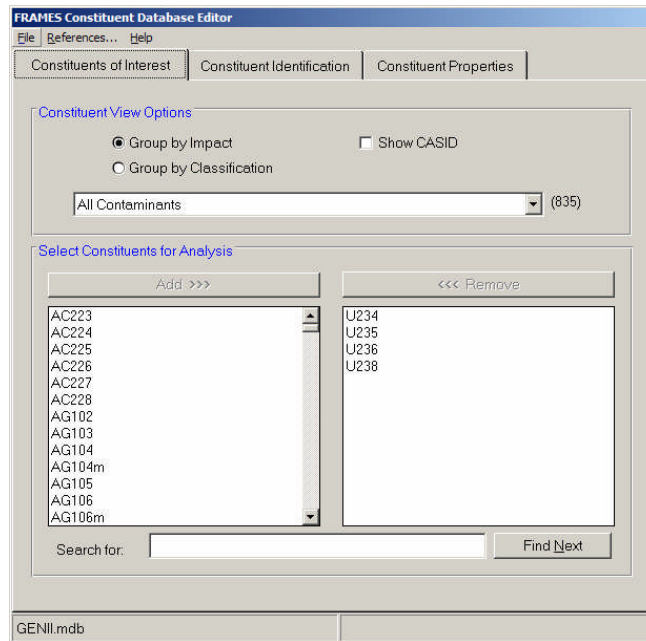 FRAMES Constituent Database Editor
File References... Help
Constituents of Interest Constituent Identification Constituent Properties
Constituent View Options
Group by Impact Show CASID
Group by Classification
All Contaminants (835)
Select Constituents for Analysis
Add >>> <<< Remove
AC223 U234
AC224 U235
AC225 U236
AC226 U238
AC227
AC228
AG102
AG103
AG104
AG104m
AG105
AG106
AG106m
Search for: Find Next
GENII.mdb